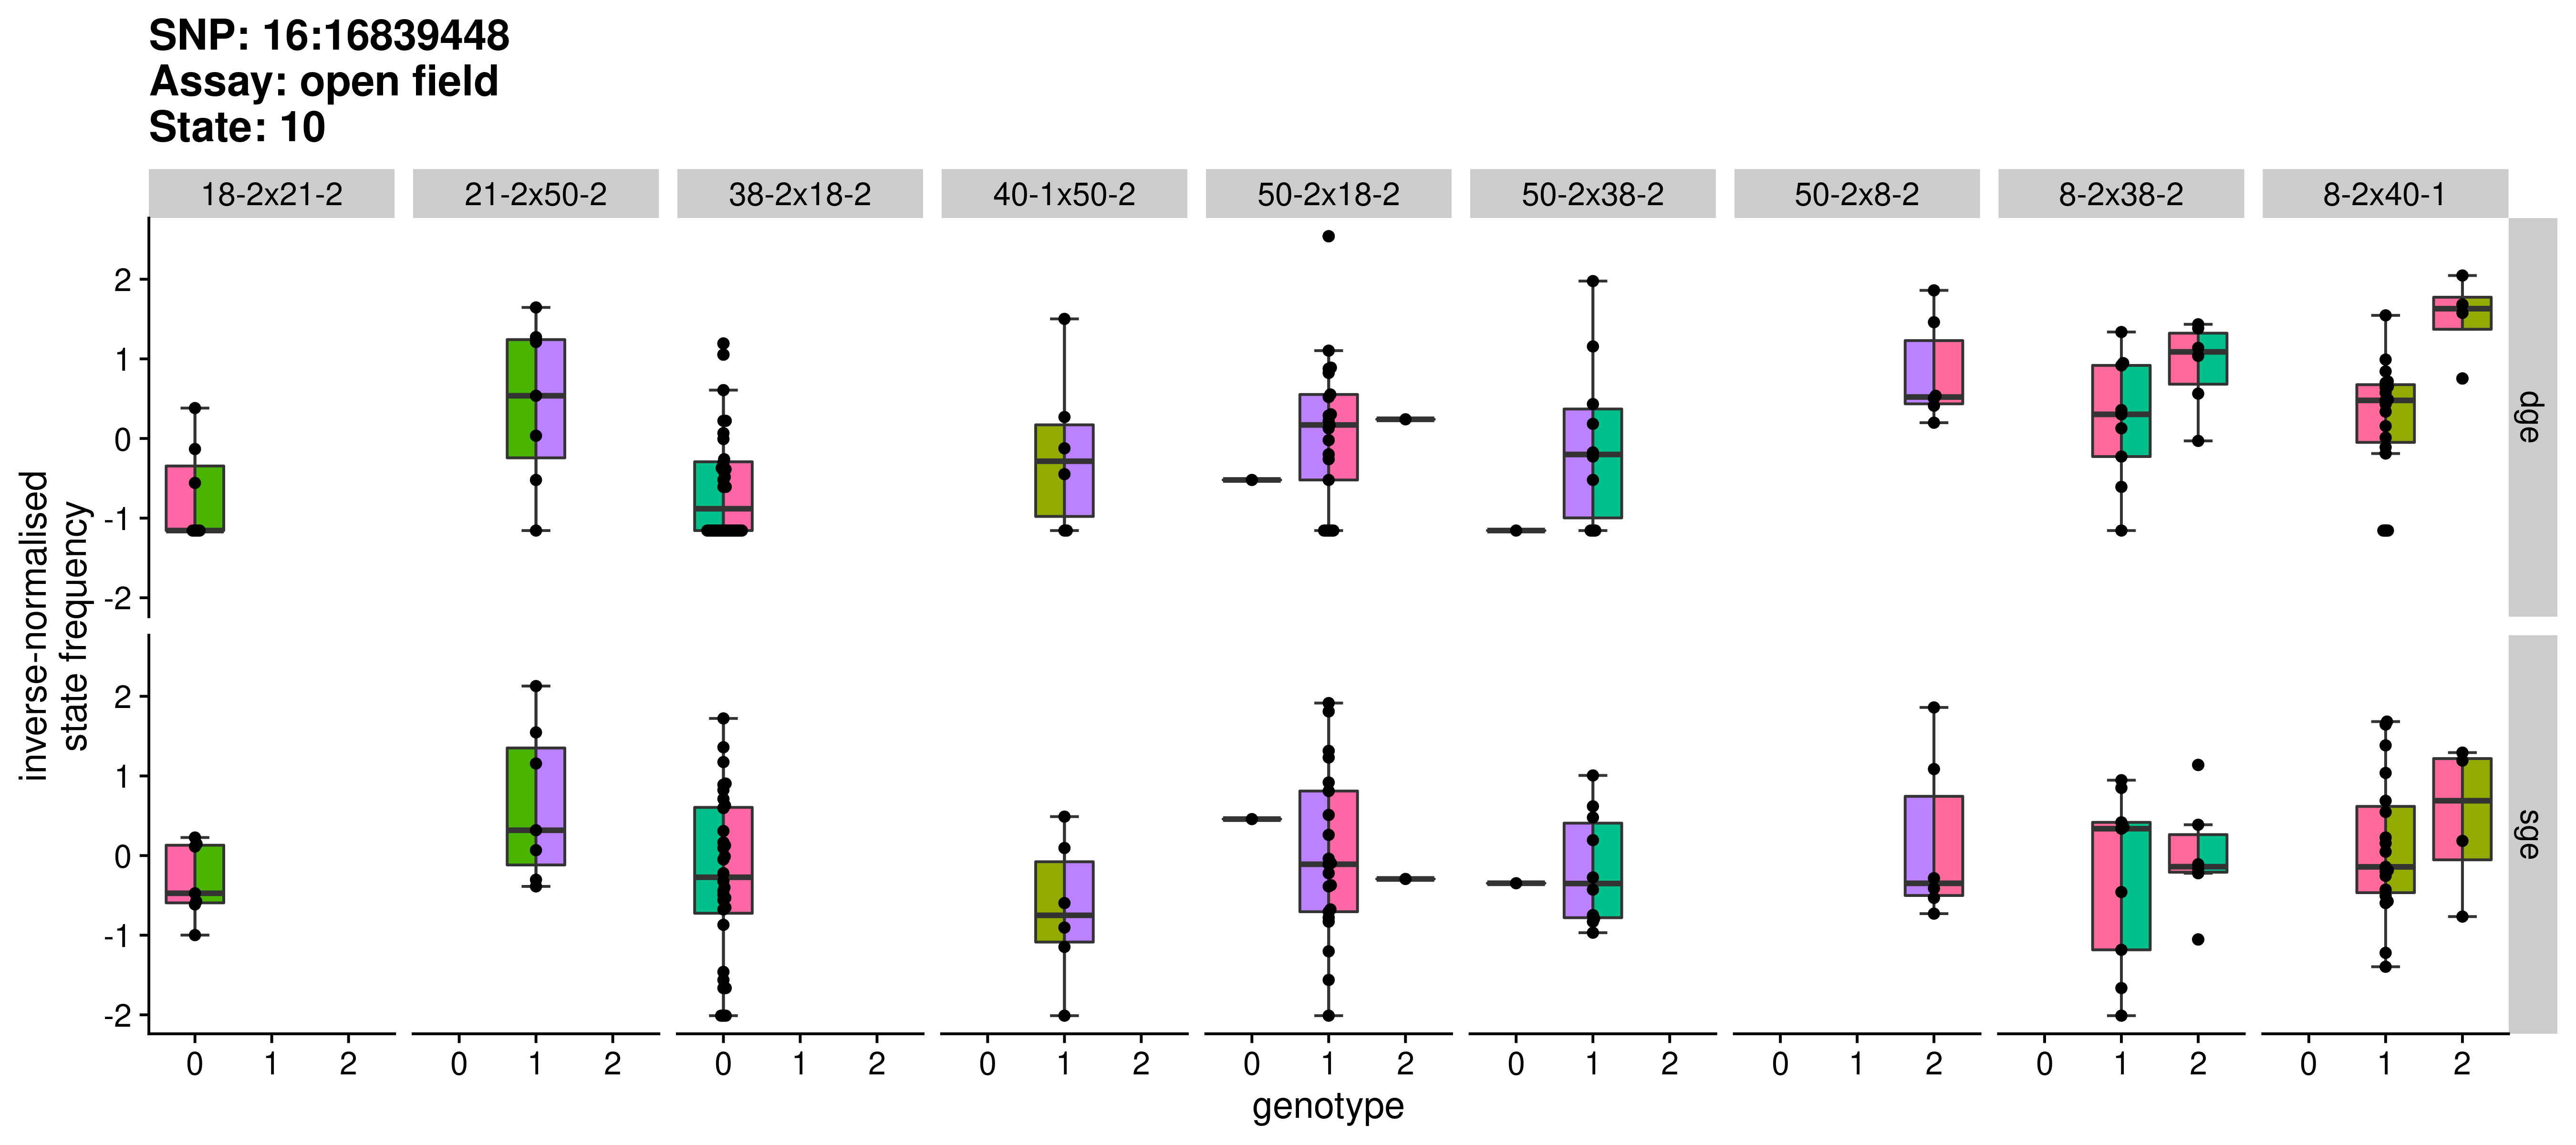 SNP: 16:16839448
Assay: open field
State: 10
18-2x21-2 21-2x50-2 38-2x18-2 40-1x50-2 50-2x18-2 50-2x38-2 50-2x8-2 8-2x38-2 8-2x40-1
2
1
0
-1
-2
dge
inverse-normalised
state frequency
2
1
0
-1
-2
sge
0 1 2 0 1 2 0 1 2 0 1 2 0 1 2 0 1 2 0 1 2 0 1 2 0 1 2
genotype